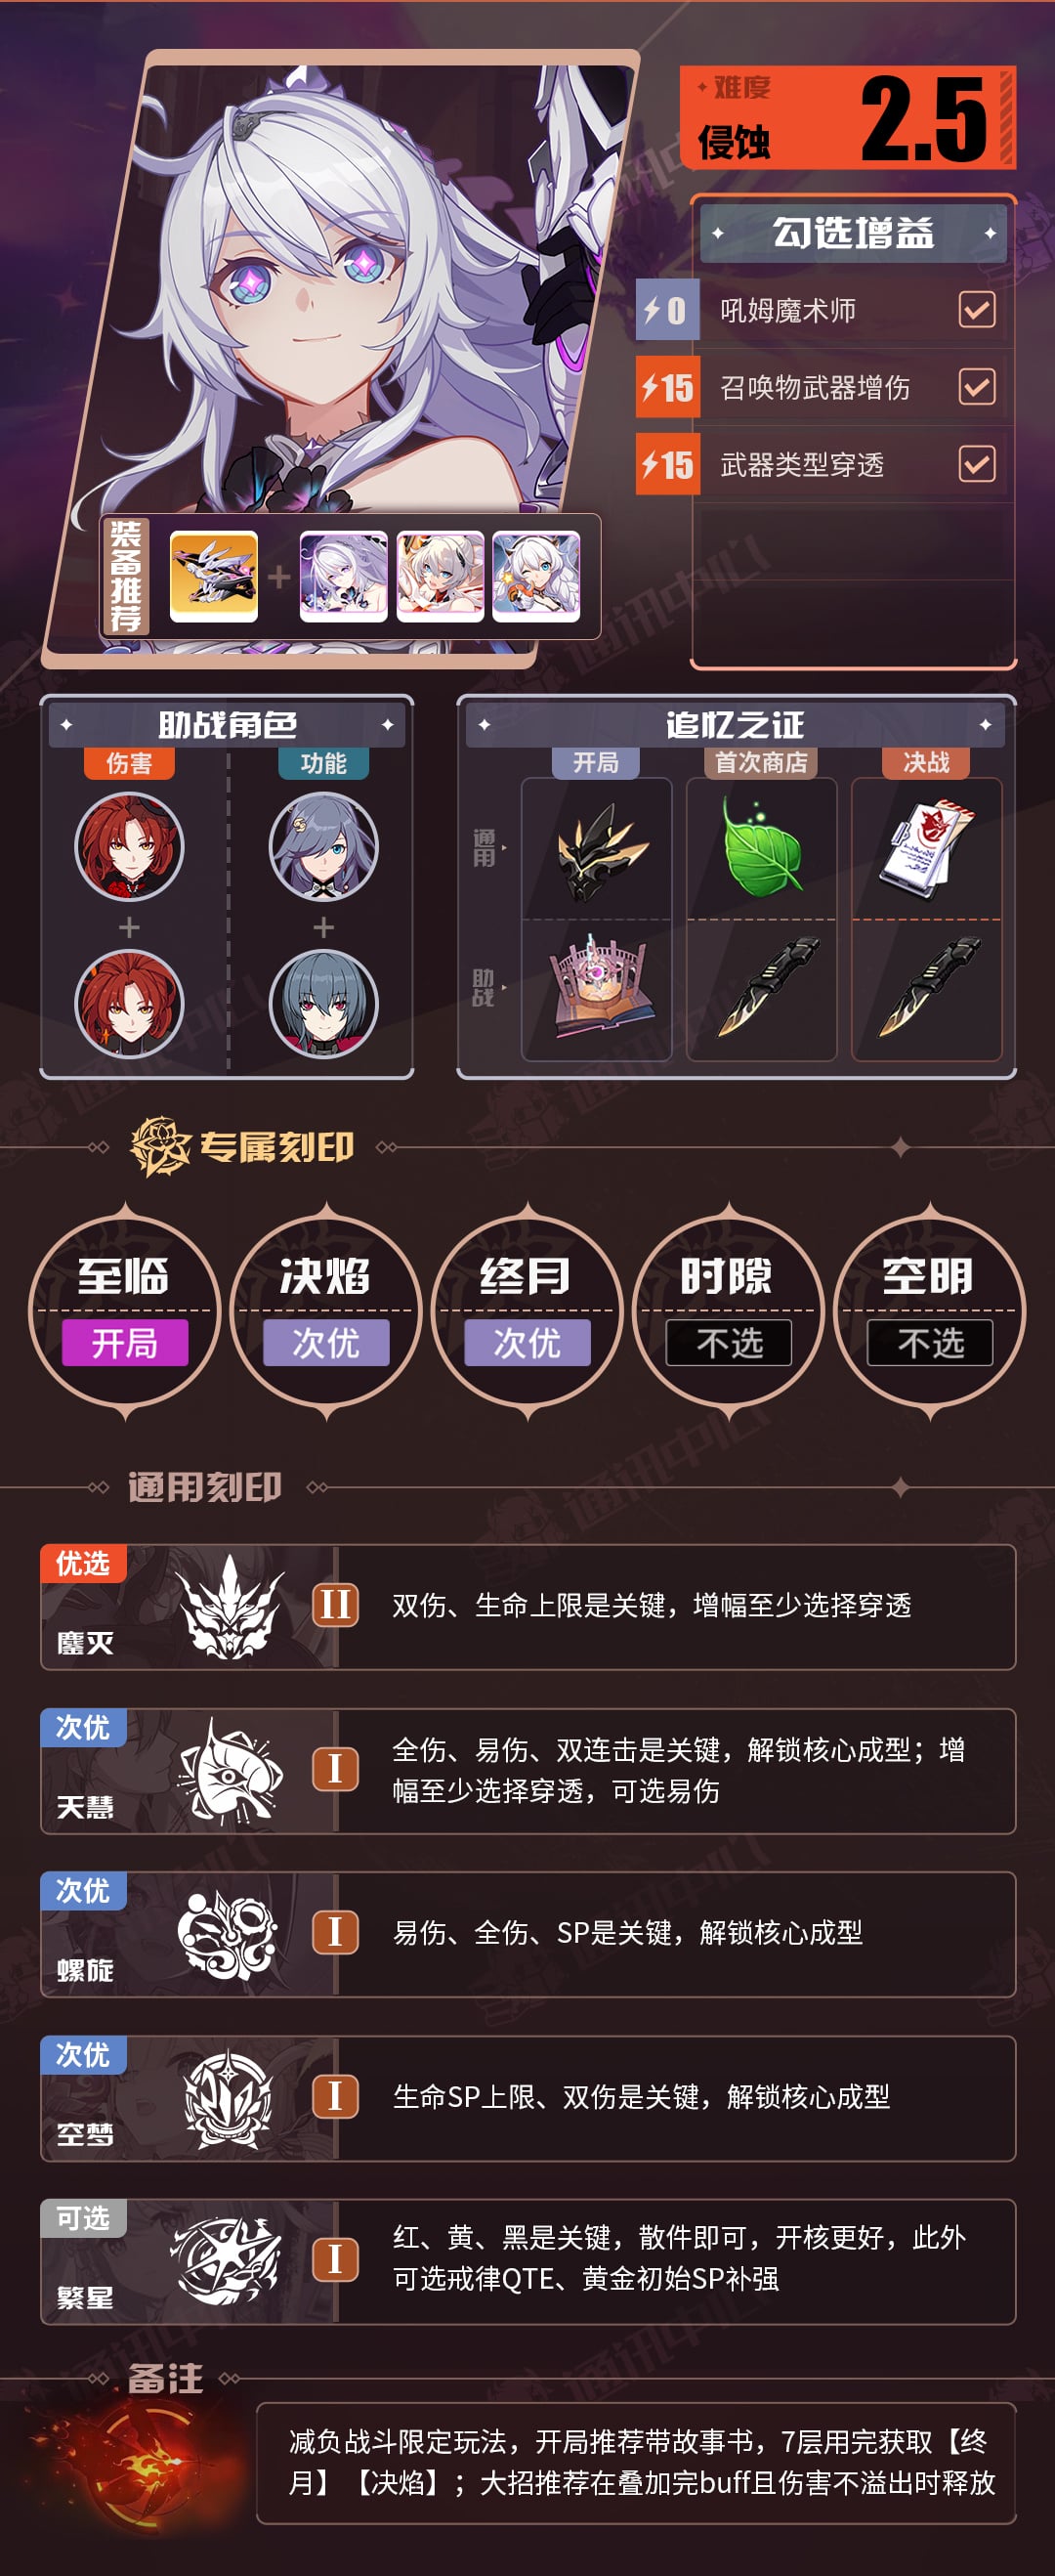 难度
侵蚀
2.5
勾选增益
0
吼姆魔术师
15
召唤物武器增伤
15
武器类型穿透
装备推荐
助战角色
伤害
功能
追忆之证
开局
首次商店
决战
通用
助战
专属刻印
至临
开局
决焰
次优
终月
次优
时隙
不选
空明
不选
通用刻印
优选
鏖灭
II
双伤、生命上限是关键，增幅至少选择穿透
次优
天慧
I
全伤、易伤、双连击是关键，解锁核心成型；增
幅至少选择穿透，可选易伤
次优
螺旋
I
易伤、全伤、SP是关键，解锁核心成型
次优
空梦
I
生命SP上限、双伤是关键，解锁核心成型
可选
繁星
I
红、黄、黑是关键，散件即可，开核更好，此外
可选戒律QTE、黄金初始SP补强
备注
减负战斗限定玩法，开局推荐带故事书，7层用完获取【终
月】【决焰】；大招推荐在叠加完buff且伤害不溢出时释放
通讯中心